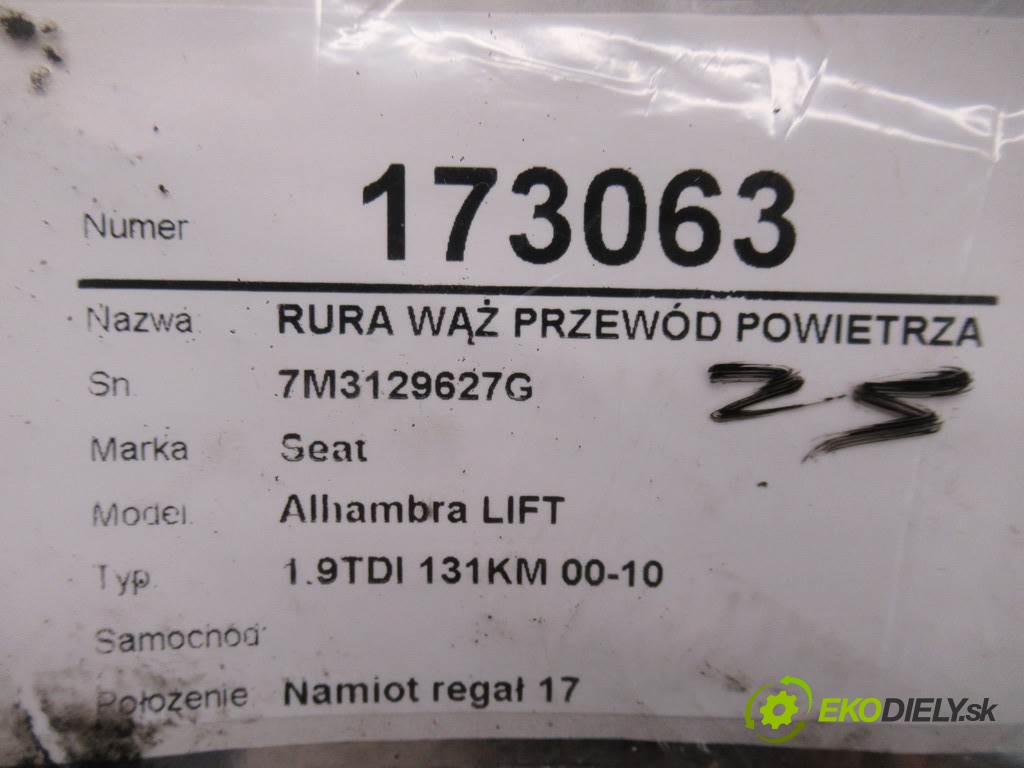 Numer 173063
Nazwa RURA WĄŻ PRZEWÓD POWIETRZA
Sn. 7M3129627G
Marka Seat
Model. Alhambra LIFT
Typ. 1.9TDI 131KM 00-10
Samochód
Położenie Namiot regał 17
EKODIELY.sk